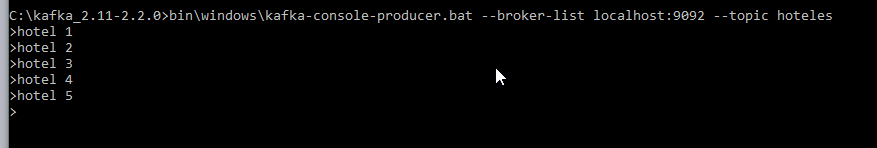 C:\kafka_2.11-2.2.0>bin\windows\kafka-console-producer.bat --broker-list localhost:9092 --topic hoteles
>hotel 1
>hotel 2
>hotel 3
>hotel 4
>hotel 5
>